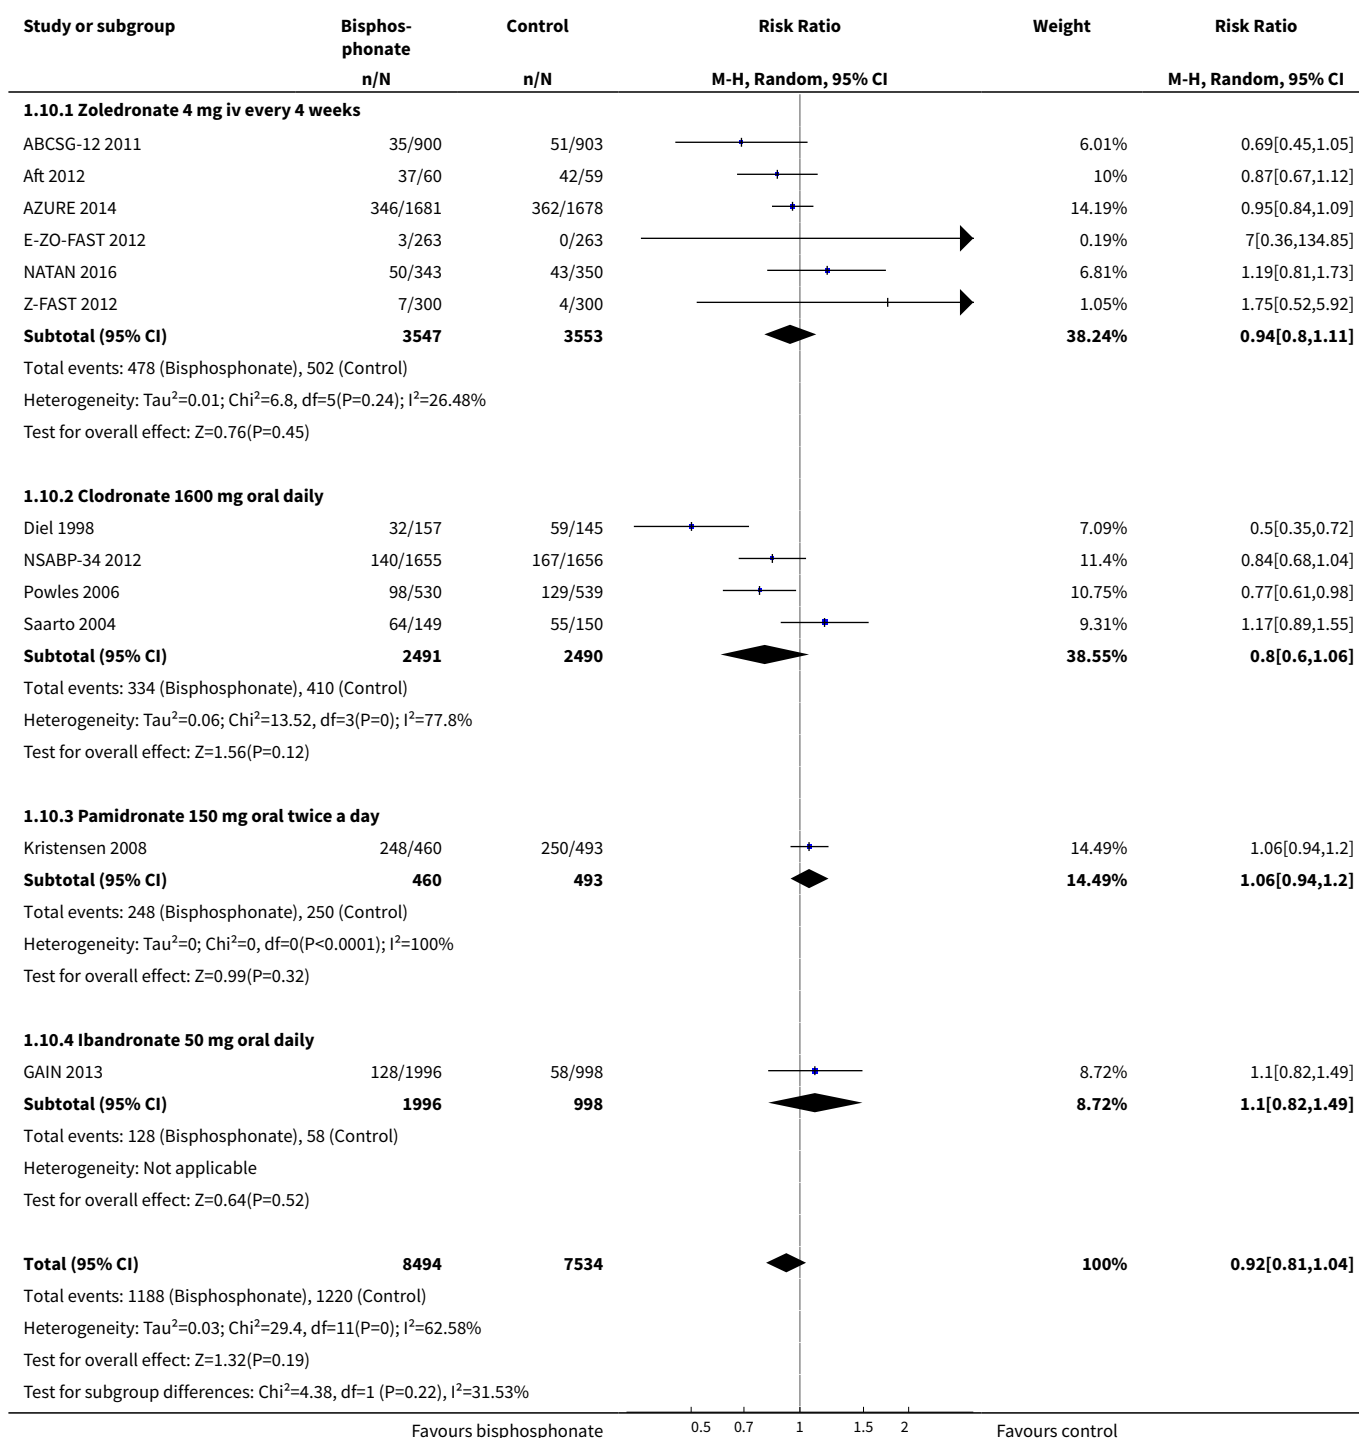 Study or subgroup Bisphos- Control Risk Ratio Weight Risk Ratio
phonate
n/N n/N M-H, Random, 95% CI M-H, Random, 95% CI
1.10.1 Zoledronate 4 mg iv every 4 weeks
ABCSG-12 2011 35/900 51/903 6.01% 0.69[0.45,1.05]
Aft 2012 37/60 42/59 10% 0.87[0.67,1.12]
AZURE 2014 346/1681 362/1678 14.19% 0.95[0.84,1.09]
E-ZO-FAST 2012 3/263 0/263 0.19% 7[0.36,134.85]
NATAN 2016 50/343 43/350 6.81% 1.19[0.81,1.73]
Z-FAST 2012 7/300 4/300 1.05% 1.75[0.52,5.92]
Subtotal (95% CI) 3547 3553 38.24% 0.94[0.8,1.11]
Total events: 478 (Bisphosphonate), 502 (Control)
Heterogeneity: Tau²=0.01; Chi²=6.8, df=5(P=0.24); I²=26.48%
Test for overall effect: Z=0.76(P=0.45)
1.10.2 Clodronate 1600 mg oral daily
Diel 1998 32/157 59/145 7.09% 0.5[0.35,0.72]
NSABP-34 2012 140/1655 167/1656 11.4% 0.84[0.68,1.04]
Powles 2006 98/530 129/539 10.75% 0.77[0.61,0.98]
Saarto 2004 64/149 55/150 9.31% 1.17[0.89,1.55]
Subtotal (95% CI) 2491 2490 38.55% 0.8[0.6,1.06]
Total events: 334 (Bisphosphonate), 410 (Control)
Heterogeneity: Tau²=0.06; Chi²=13.52, df=3(P=0); I²=77.8%
Test for overall effect: Z=1.56(P=0.12)
1.10.3 Pamidronate 150 mg oral twice a day
Kristensen 2008 248/460 250/493 14.49% 1.06[0.94,1.2]
Subtotal (95% CI) 460 493 14.49% 1.06[0.94,1.2]
Total events: 248 (Bisphosphonate), 250 (Control)
Heterogeneity: Tau²=0; Chi²=0, df=0(P<0.0001); I²=100%
Test for overall effect: Z=0.99(P=0.32)
1.10.4 Ibandronate 50 mg oral daily
GAIN 2013 128/1996 58/998 8.72% 1.1[0.82,1.49]
Subtotal (95% CI) 1996 998 8.72% 1.1[0.82,1.49]
Total events: 128 (Bisphosphonate), 58 (Control)
Heterogeneity: Not applicable
Test for overall effect: Z=0.64(P=0.52)
Total (95% CI) 8494 7534 100% 0.92[0.81,1.04]
Total events: 1188 (Bisphosphonate), 1220 (Control)
Heterogeneity: Tau²=0.03; Chi²=29.4, df=11(P=0); I²=62.58%
Test for overall effect: Z=1.32(P=0.19)
Test for subgroup differences: Chi²=4.38, df=1 (P=0.22), I²=31.53%
Favours bisphosphonate 0.5 0.7 1 1.5 2 Favours control